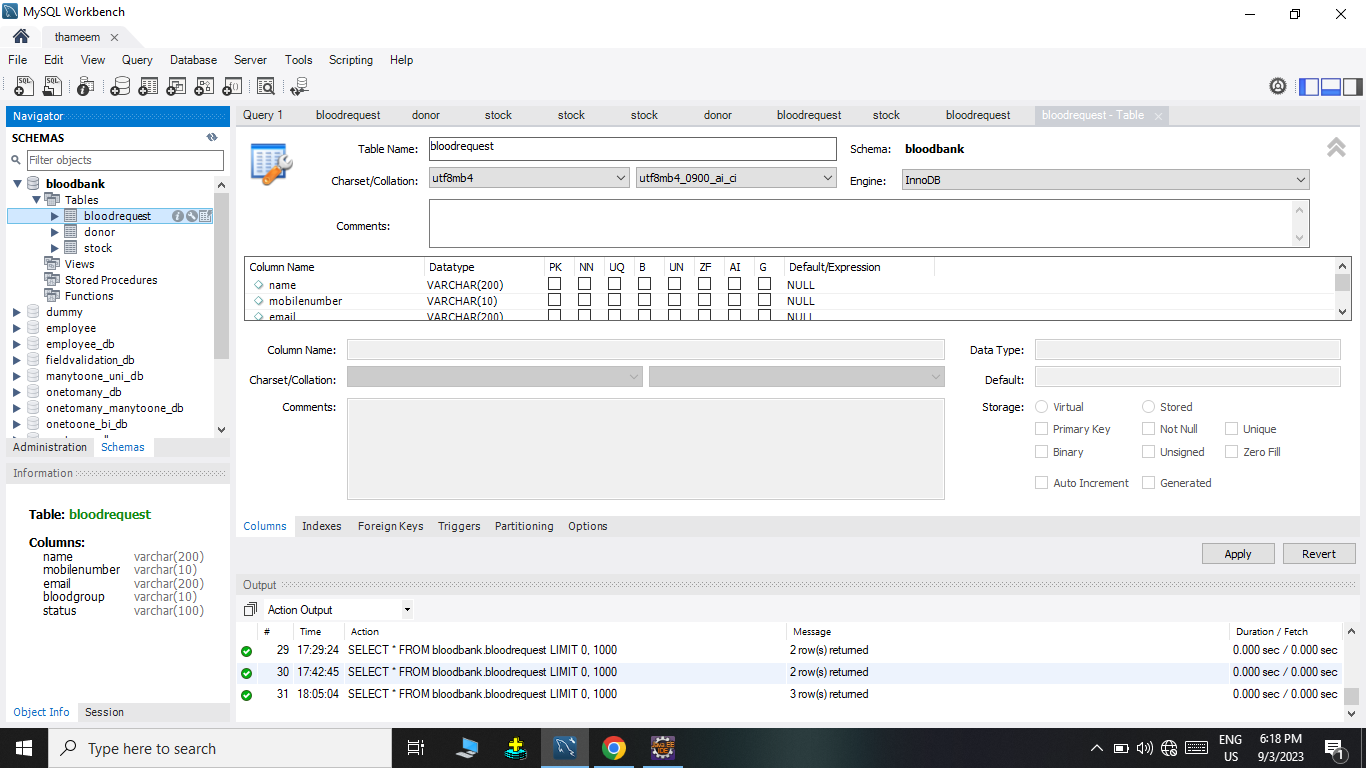 MySQL Workbench
thameem
File Edit View Query Database Server Tools Scripting Help
Navigator
SCHEMAS
Filter objects
bloodbank
Tables
bloodrequest
donor
stock
Views
Stored Procedures
Functions
dummy
employee
employee_db
fieldvalidation_db
manytoone_uni_db
onetomany_db
onetomany_manytoone_db
onetoone_bi_db
Administration Schemas
Information
Table: bloodrequest
Columns:
name varchar(200)
mobilenumber varchar(10)
email varchar(200)
bloodgroup varchar(10)
status varchar(100)
Object Info Session
Query 1 bloodrequest donor stock stock stock donor bloodrequest stock bloodrequest bloodrequest - Table
Table Name: bloodrequest Schema: bloodbank
Charset/Collation: utf8mb4 utf8mb4_0900_ai_ci Engine: InnoDB
Comments:
Column Name Datatype PK NN UQ B UN ZF AI G Default/Expression
name VARCHAR(200) NULL
mobilenumber VARCHAR(10) NULL
email VARCHAR(200) NULL
Column Name: Data Type:
Charset/Collation: Default:
Comments: Storage: Virtual Stored
Primary Key Not Null Unique
Binary Unsigned Zero Fill
Auto Increment Generated
Columns Indexes Foreign Keys Triggers Partitioning Options
Apply Revert
Output
Action Output
# Time Action Message Duration / Fetch
29 17:29:24 SELECT * FROM bloodbank.bloodrequest LIMIT 0, 1000 2 row(s) returned 0.000 sec / 0.000 sec
30 17:42:45 SELECT * FROM bloodbank.bloodrequest LIMIT 0, 1000 2 row(s) returned 0.000 sec / 0.000 sec
31 18:05:04 SELECT * FROM bloodbank.bloodrequest LIMIT 0, 1000 3 row(s) returned 0.000 sec / 0.000 sec
Type here to search
ENG 6:18 PM
US 9/3/2023
1